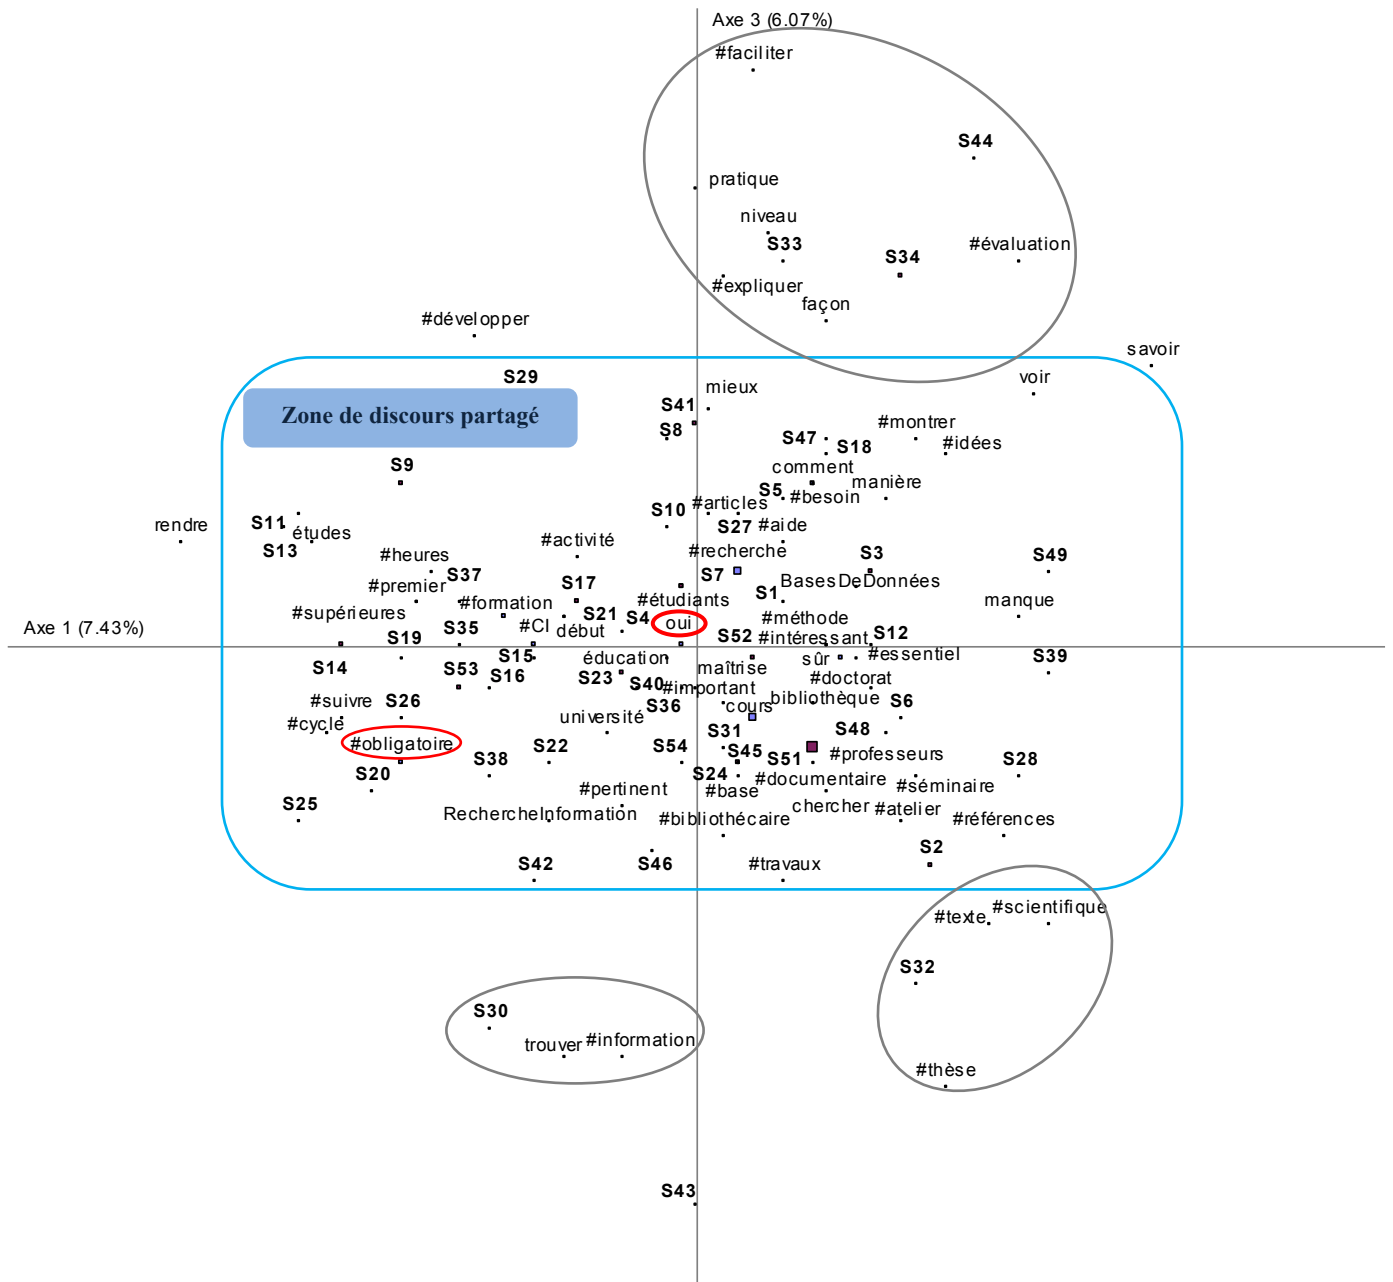 Axe 3 (6.07%)
#faciliter
S44
pratique
niveau
S33
#évaluation
S34
#expliquer
façon
#développer
savoir
S29
voir
mieux
Zone de discours partagé
S41
#montrer
S8
S47
S18
#idées
S9
comment
manière
S5
#besoin
#articles
S10
rendre
S11
études
S27
#aide
#activité
S13
#heures
#recherche
S3
S49
S37
S7
BasesDeDonnées
#premier
S17
S1
#formation
#étudiants
manque
#supérieures
S21
S4
#méthode
oui
Axe 1 (7.43%)
S19
S35
#CI
début
S52
#intéressant
S12
S14
S53
S15
éducation
maîtrise
sûr
#essentiel
S39
S16
S23
S40
#important
#doctorat
#suivre
S26
S36
cours
bibliothèque
S6
#cycle
université
S31
S48
#obligatoire
S22
S54
S45
S51
#professeurs
S38
S28
S20
S24
#documentaire
#séminaire
#pertinent
#base
S25
RechercheInformation
chercher
#atelier
#bibliothécaire
#références
S42
S46
#travaux
S2
#texte
#scientifique
S32
S30
trouver
#information
#thèse
S43